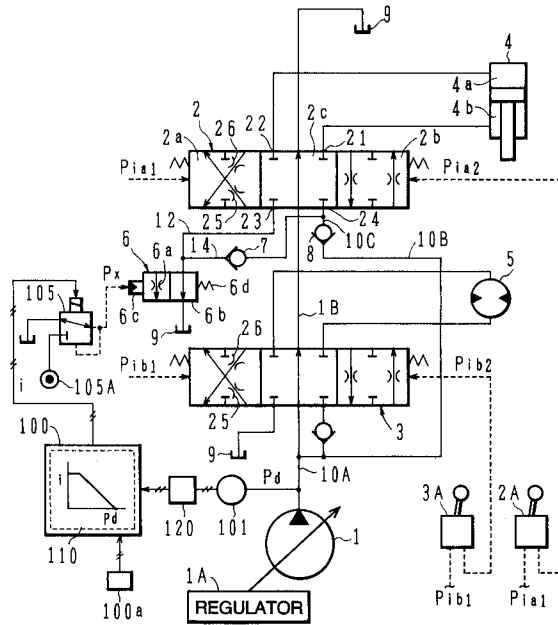 9
4
4a
4b
22
2c
21
2
26
2a
2b
Pia1
Pia2
25
23
24
12
10C
10B
6
6a
14
7
8
5
Px
105
6c
6d
6b
9
1B
26
Pib1
Pib2
i
105A
25
3
9
100
10A
Pd
i
Pd
110
120
101
1
3A
2A
100a
1A
REGULATOR
Pib1
Pia1